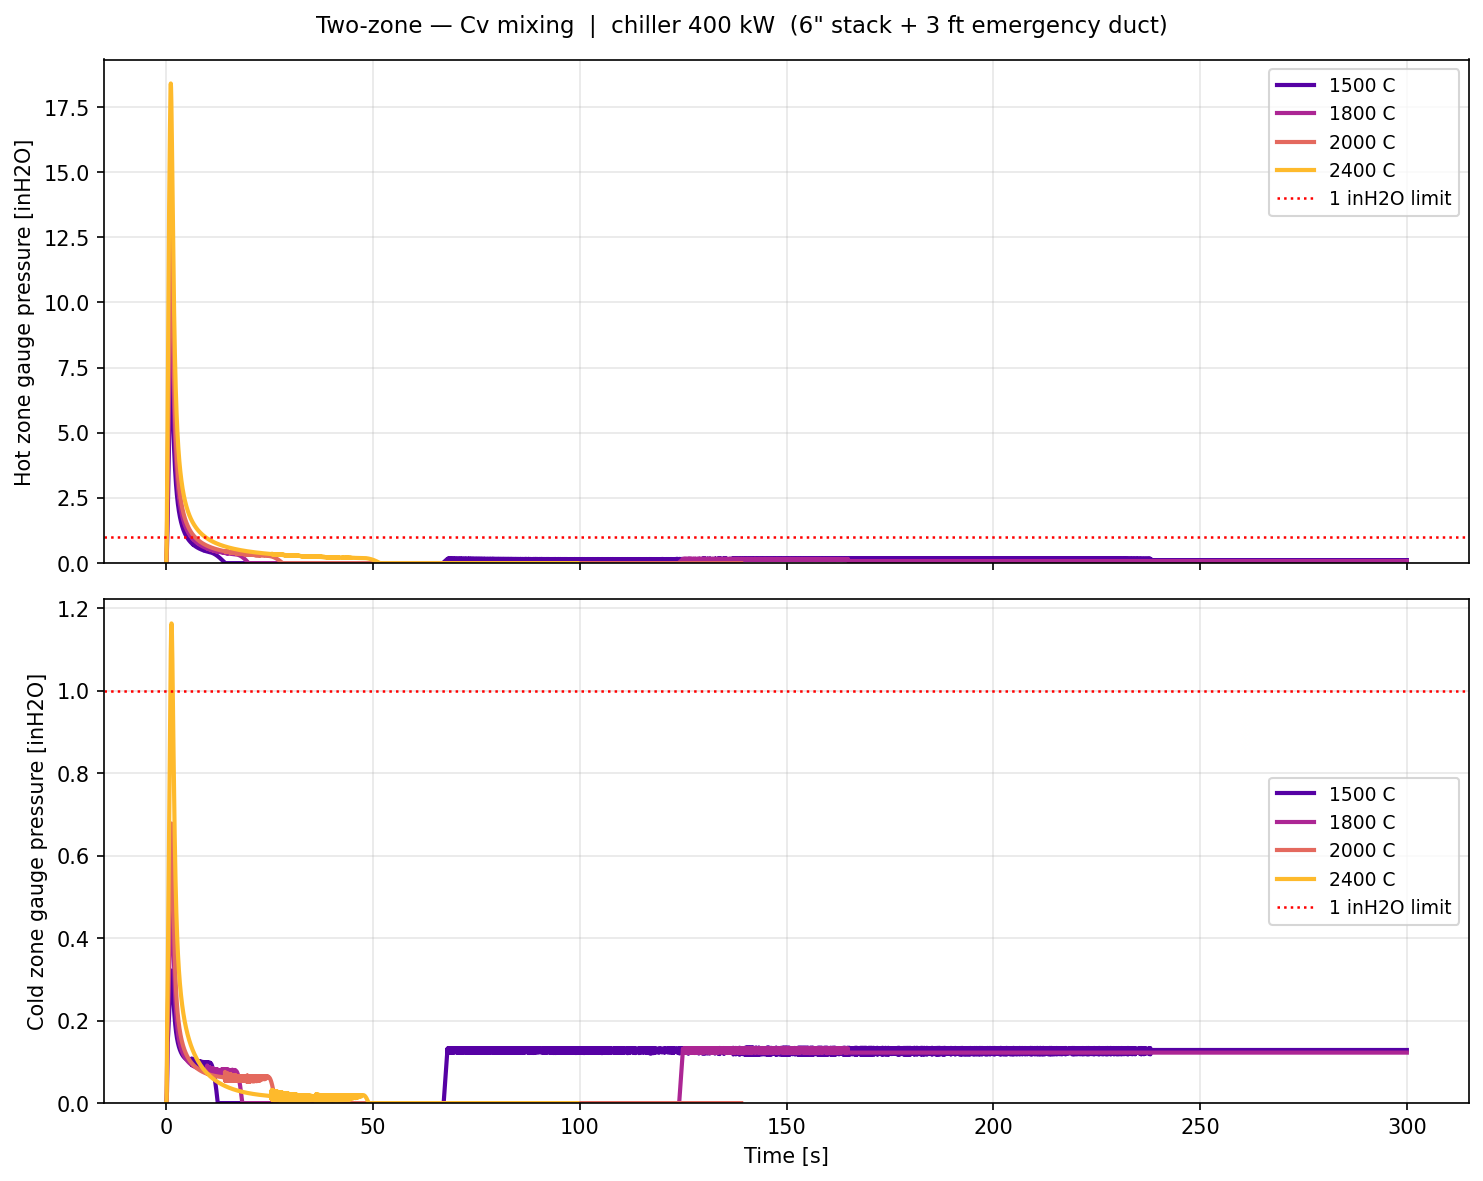 Two-zone — Cv mixing  |  chiller 400 kW  (6" stack + 3 ft emergency duct)
Hot zone gauge pressure [inH2O]
17.5
15.0
12.5
10.0
7.5
5.0
2.5
0.0
1500 C
1800 C
2000 C
2400 C
1 inH2O limit
Cold zone gauge pressure [inH2O]
1.2
1.0
0.8
0.6
0.4
0.2
0.0
1500 C
1800 C
2000 C
2400 C
1 inH2O limit
0 50 100 150 200 250 300
Time [s]